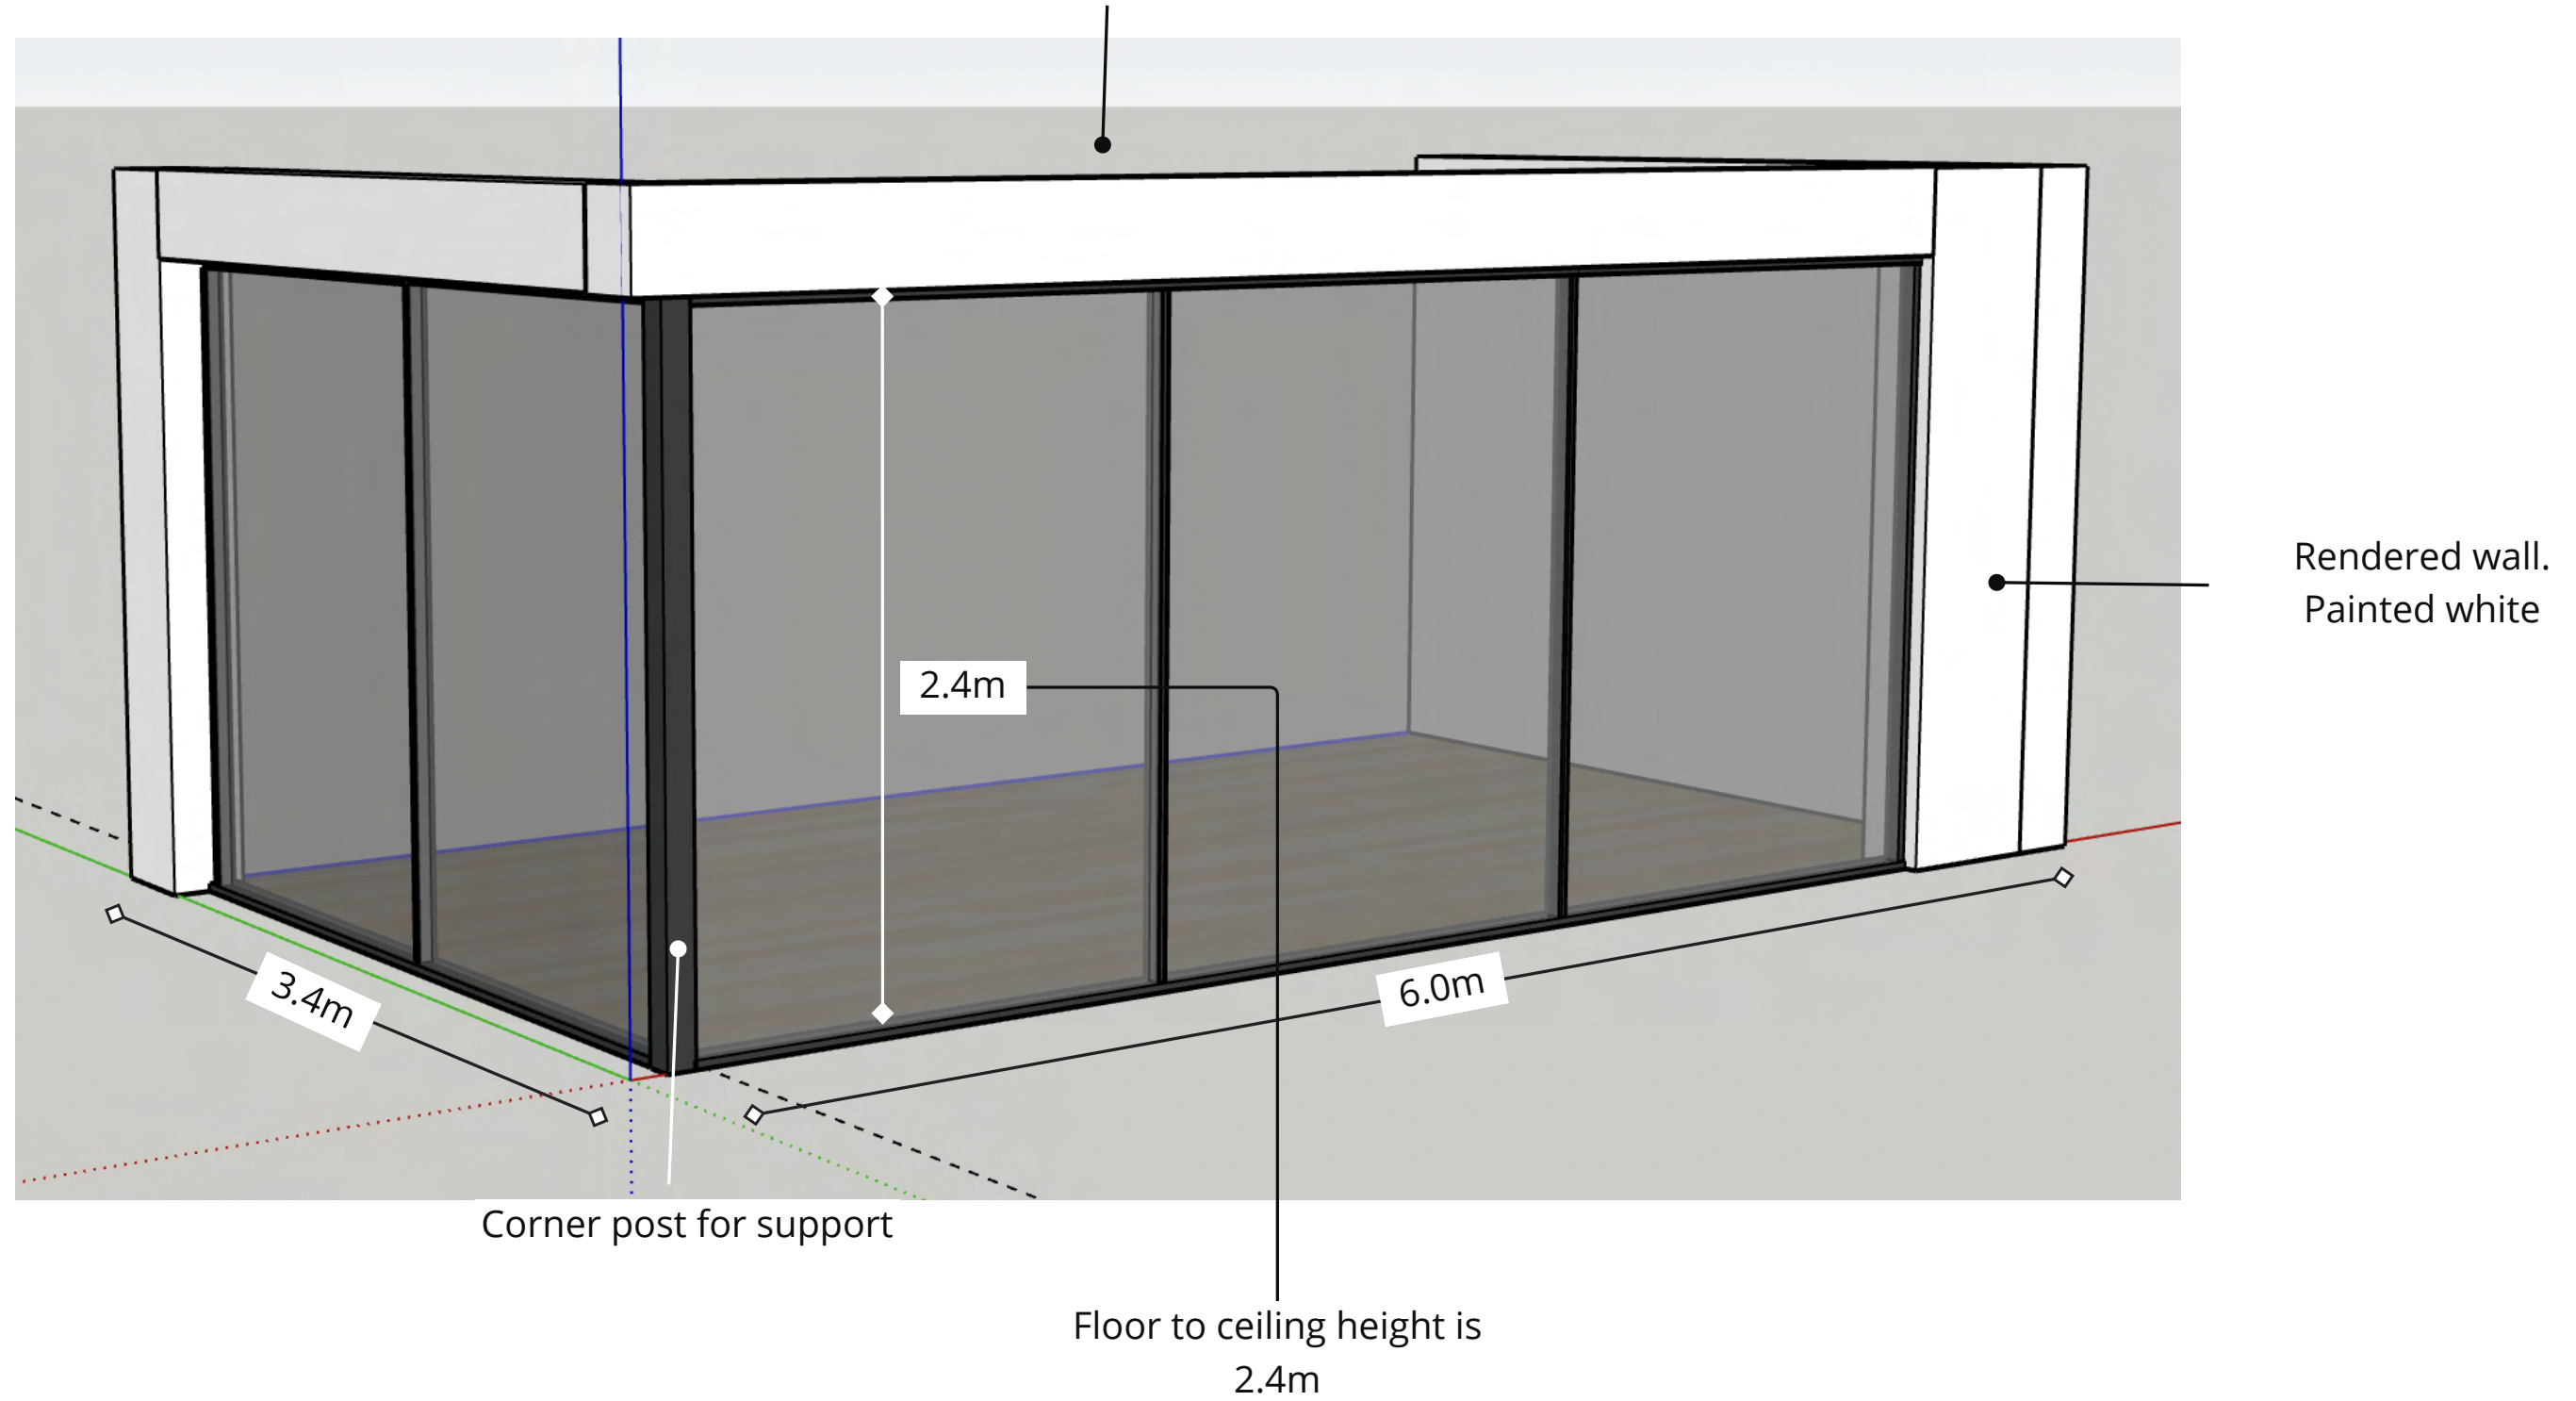 Rendered wall.
Painted white
2.4m
3.4m
6.0m
Corner post for support
Floor to ceiling height is
2.4m